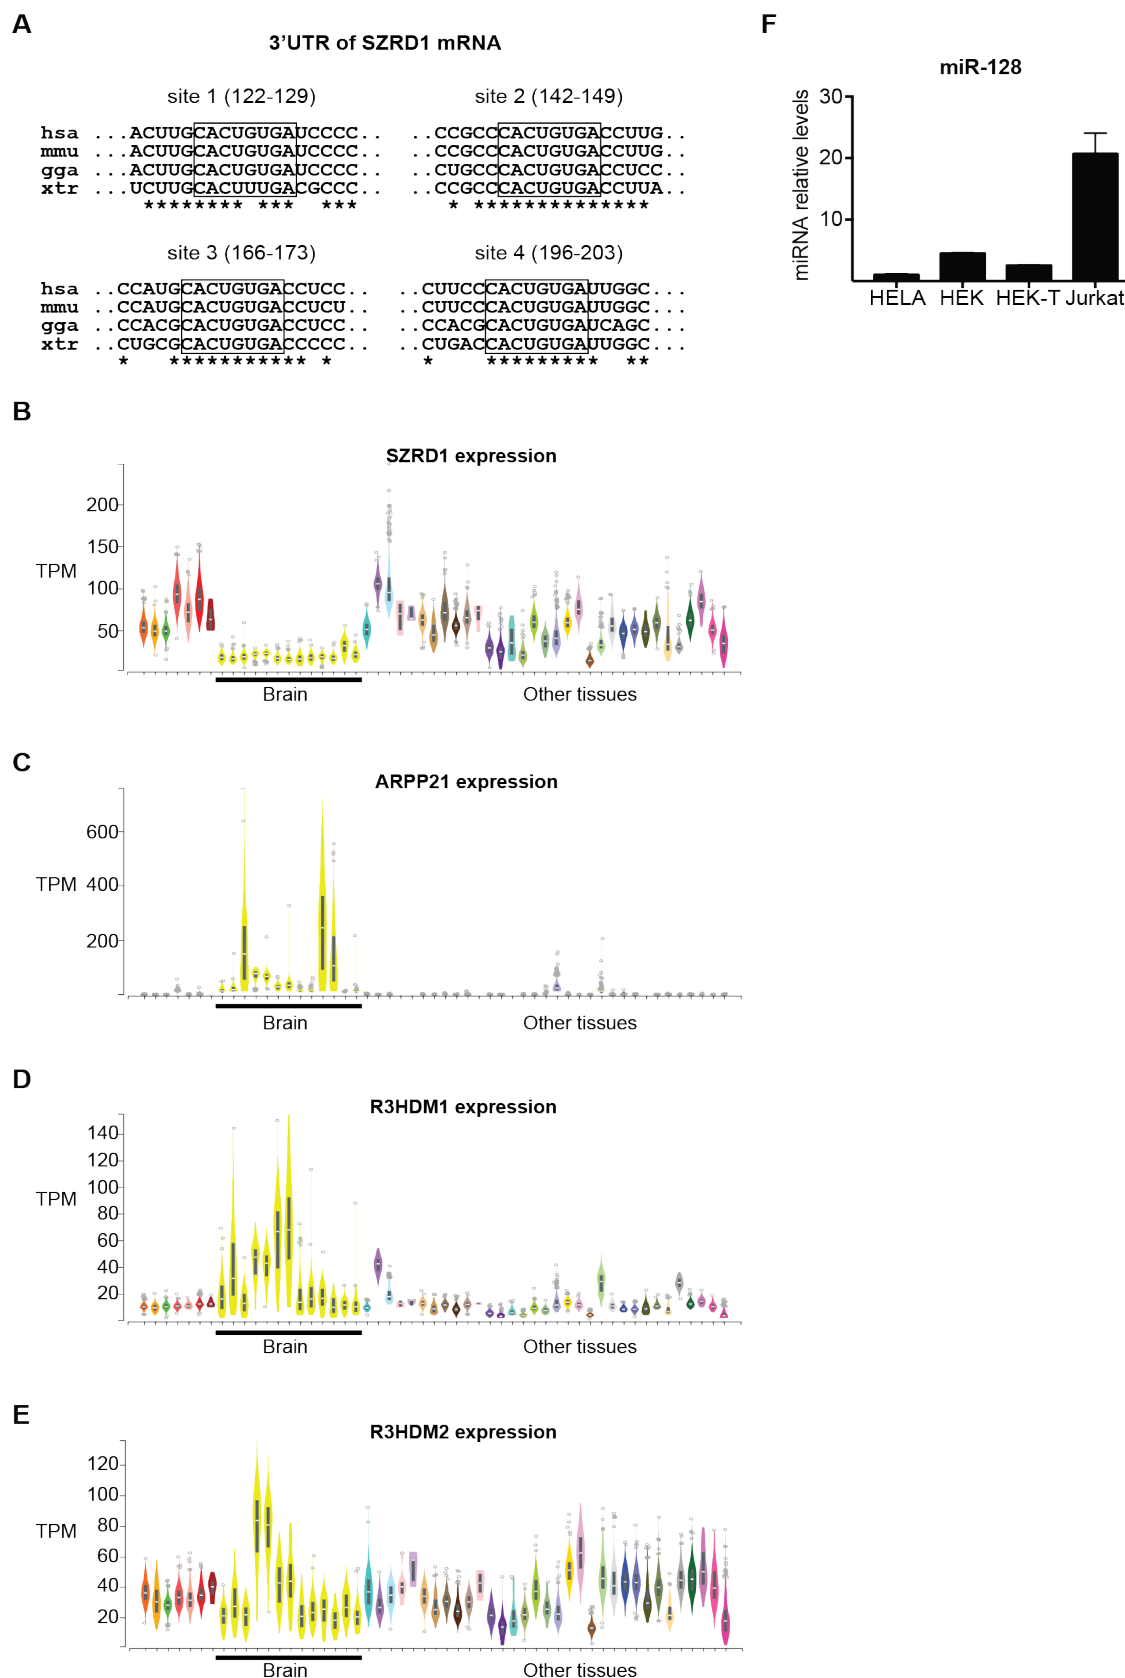 A
3'UTR of SZRD1 mRNA
site 1 (122-129)
hsa ...ACUUGCACUGUGAUCCCC..
mmu ...ACUUGCACUGUGAUCCCC..
gga ...ACUUGCACUGUGAUCCCC..
xtr ...UCUUGCACUUUGACGCCC..
******** *** ***
site 2 (142-149)
..CCGCCCACUGUGACCUUG...
..CCGCCCACUGUGACCUUG...
..CUGCCCACUGUGACCUCC...
..CCGCCCACUGUGACCUUA...
* **************
site 3 (166-173)
hsa ..CCAUGCACUGUGACCUCC...
mmu ..CCAUGCACUGUGACCUCU...
gga ..CCACGCACUGUGACCUCC...
xtr ..CUGCGCACUGUGACCCCC...
* *********** *
site 4 (196-203)
..CUUCCCACUGUGAUUGGC...
..CUUCCCACUGUGAUUGGC...
..CCACGCACUGUGAUCAGC...
..CUGACCACUGUGAUUGGC...
* ********* **
F
miR-128
miRNA relative levels
30
20
10
HELA HEK HEK-T Jurkat
B
SZRD1 expression
TPM
200
150
100
50
Brain Other tissues
C
ARPP21 expression
TPM
600
400
200
Brain Other tissues
D
R3HDM1 expression
TPM
140
120
100
80
60
40
20
Brain Other tissues
E
R3HDM2 expression
TPM
120
100
80
60
40
20
Brain Other tissues